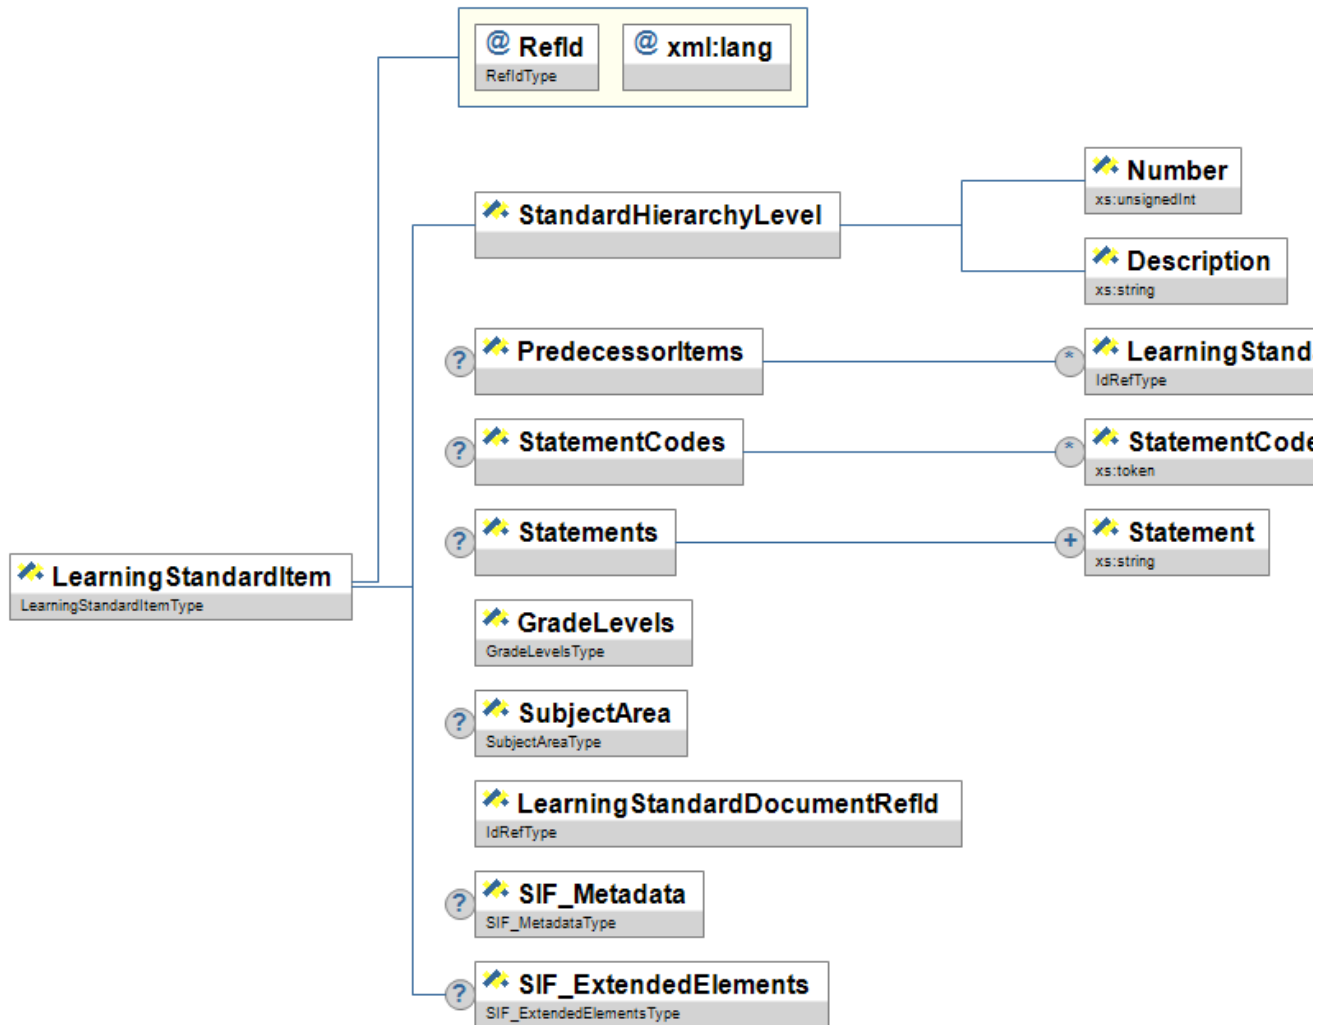 @ RefId
RefIdType
@ xml:lang
Number
xs:unsignedInt
StandardHierarchyLevel
Description
xs:string
? PredecessorItems
* LearningStand
IdRefType
? StatementCodes
* StatementCode
xs:token
? Statements
+ Statement
xs:string
LearningStandardItem
LearningStandardItemType
GradeLevels
GradeLevelsType
? SubjectArea
SubjectAreaType
LearningStandardDocumentRefId
IdRefType
? SIF_Metadata
SIF_MetadataType
? SIF_ExtendedElements
SIF_ExtendedElementsType